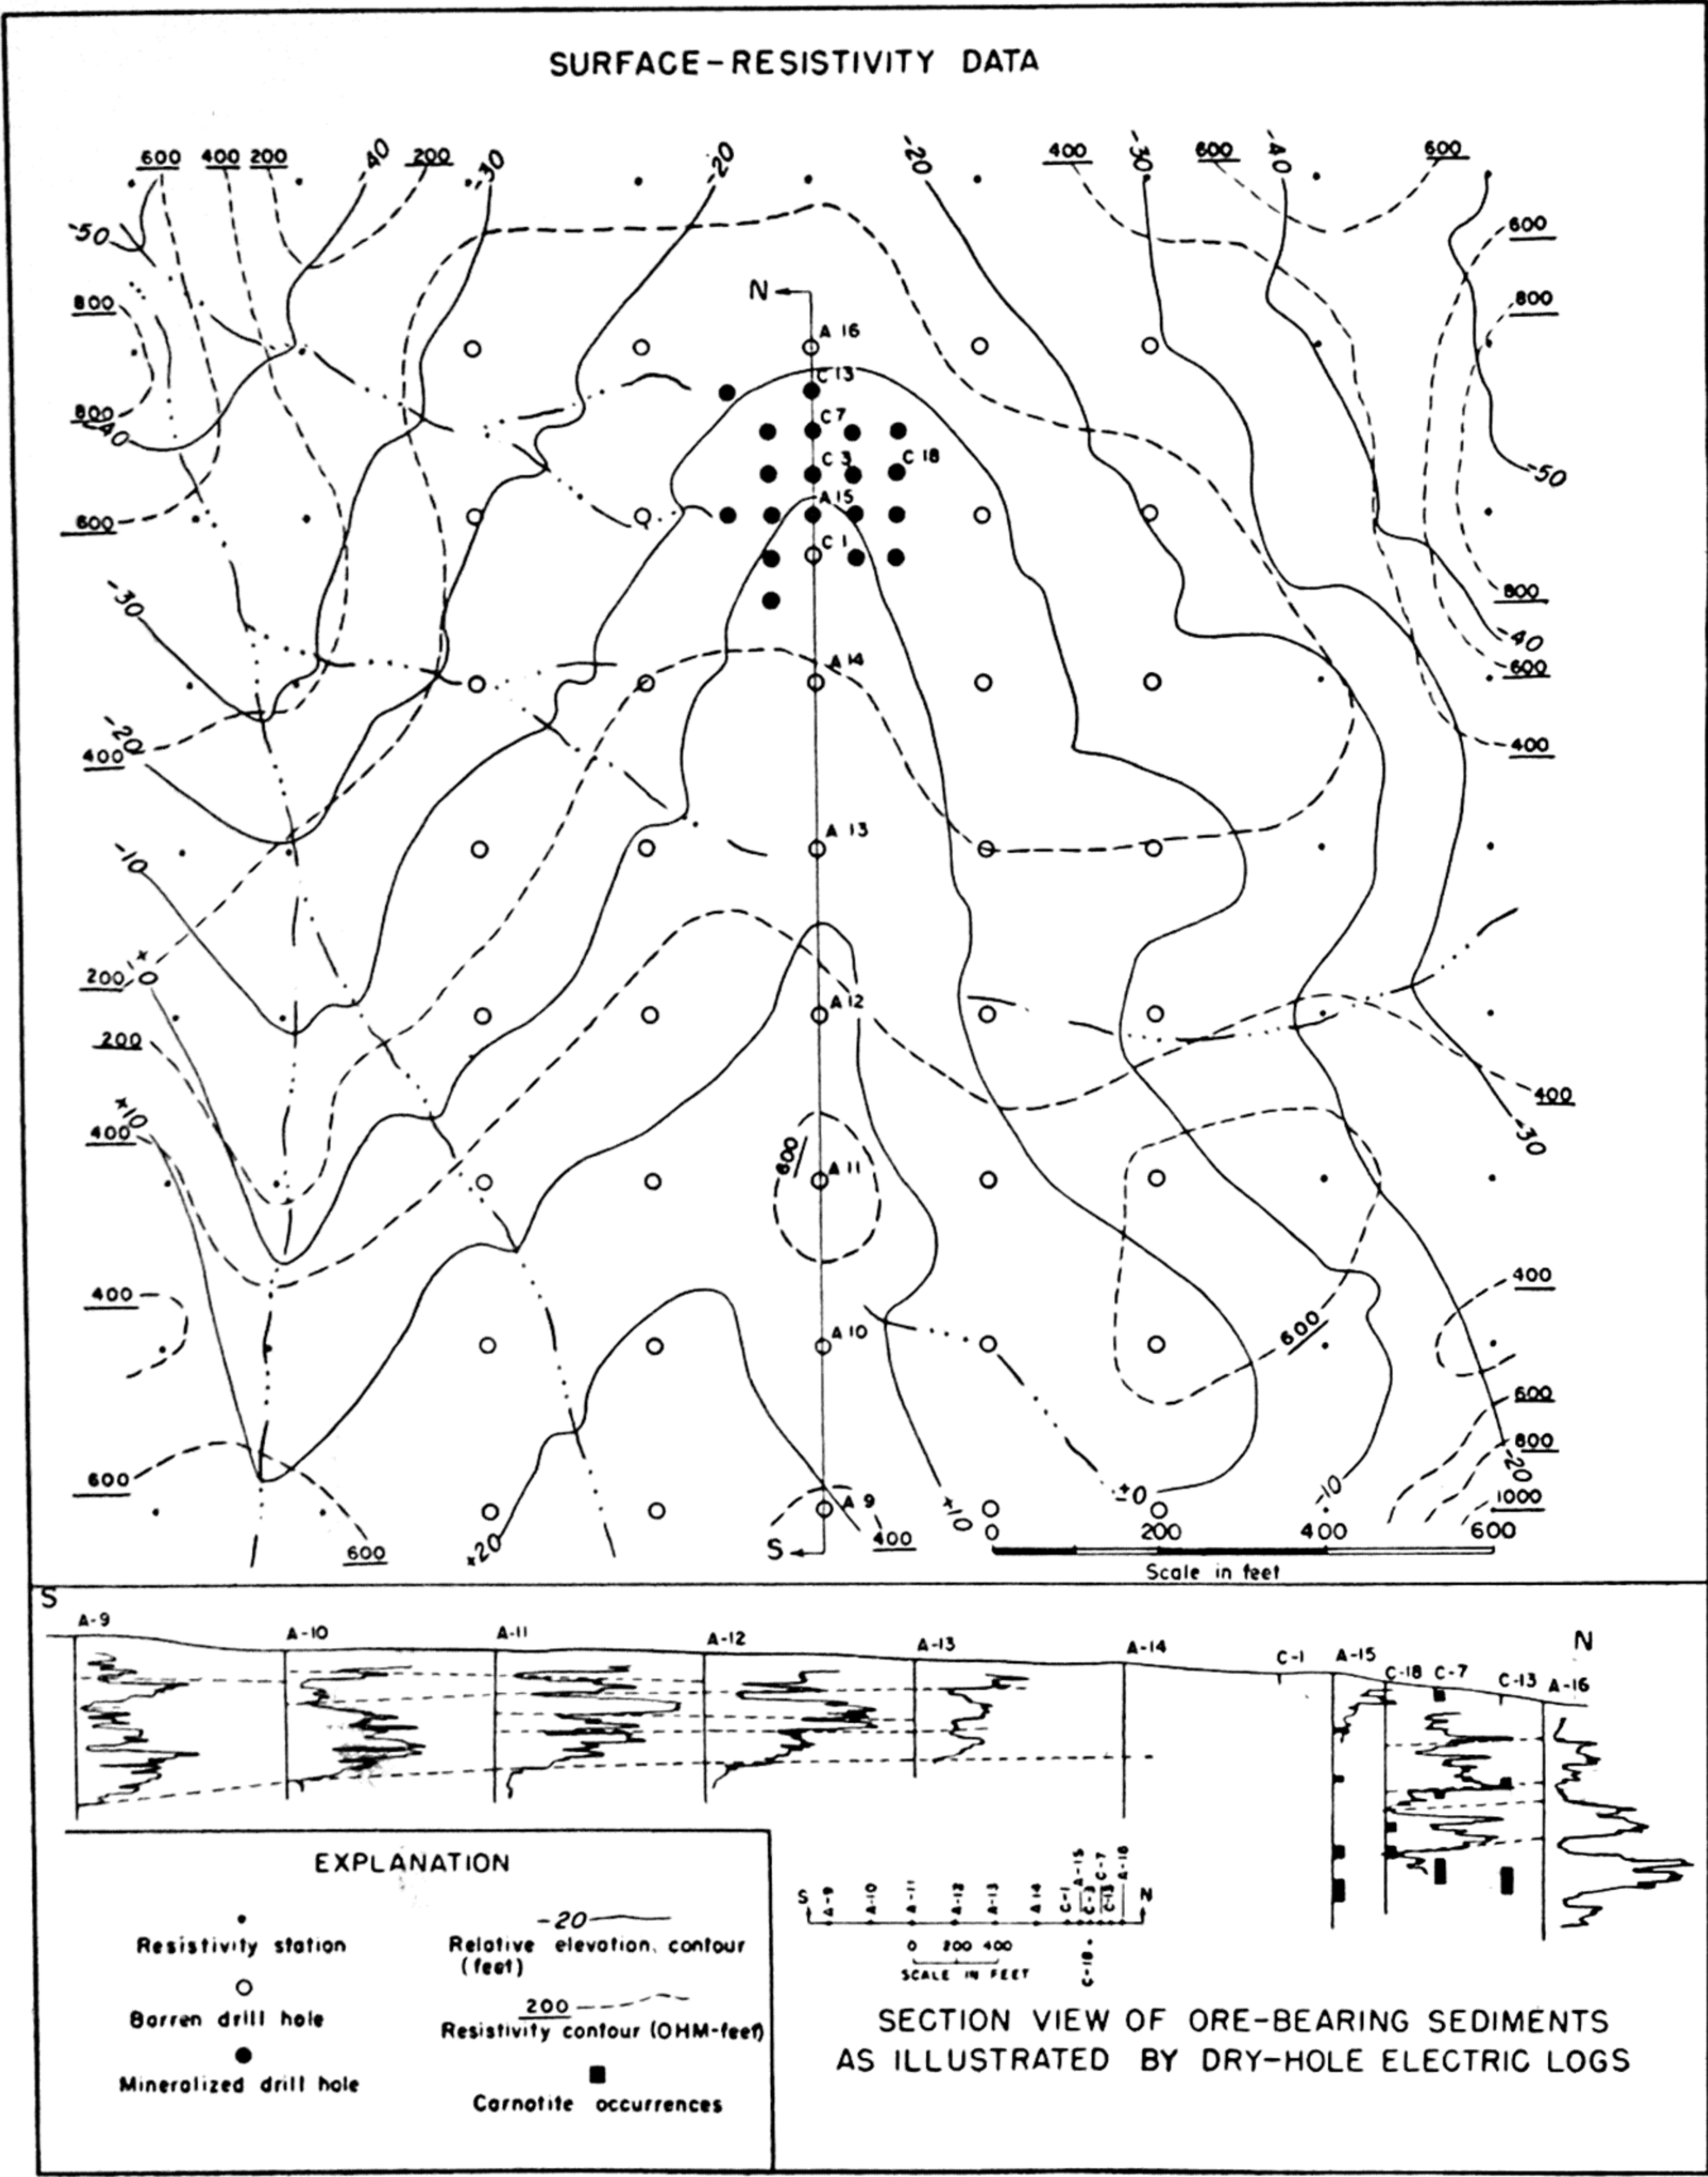 SURFACE-RESISTIVITY DATA
600 400 200 -40 200 -30 -20 -20 400 -30 600 -40 600
-50 600
800 800
N
A 16
C 13
800
-40 C 7
C 3 C 18 -50
A 15
600
C 1
-30 800
-40
A 14 600
-20
400 400
A 13
-10
200 ±0
A 12
200
+10 400
400 -30
600 A 11
400 400
A 10 600
600
600 800
-20
A 9 +10 ±0 -10 1000
600 +20 S 400 0 200 400 600
Scale in feet
S
A-9 A-10 A-11 A-12 A-13 A-14 C-1 A-15 C-18 C-7 C-13 A-16 N
EXPLANATION
Resistivity station
Barren drill hole
Mineralized drill hole
-20
Relative elevation contour
(feet)
200
Resistivity contour (OHM-feet)
Carnotite occurrences
S A-9 A-10 A-11 A-12 A-13 A-14 C-1 A-15 C-3 C-7 C-13 A-16 N
C-18
0 200 400
SCALE IN FEET
SECTION VIEW OF ORE-BEARING SEDIMENTS
AS ILLUSTRATED BY DRY-HOLE ELECTRIC LOGS